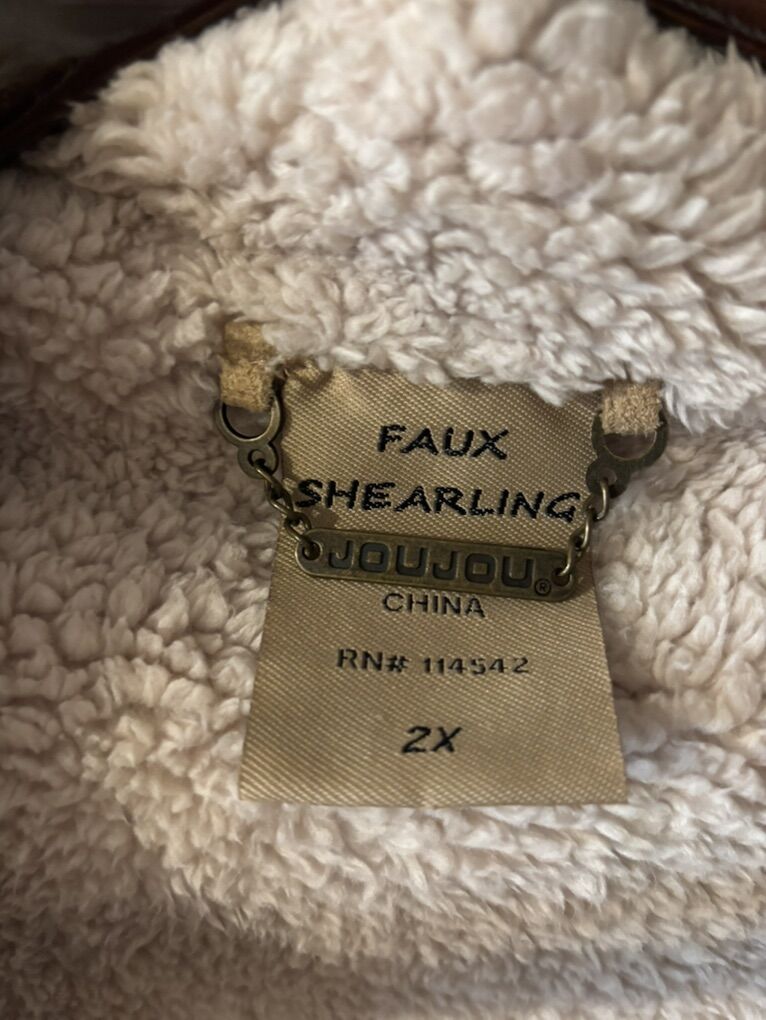 FAUX
SHEARLING
JOUJOU®
CHINA
RN# 114542
2X